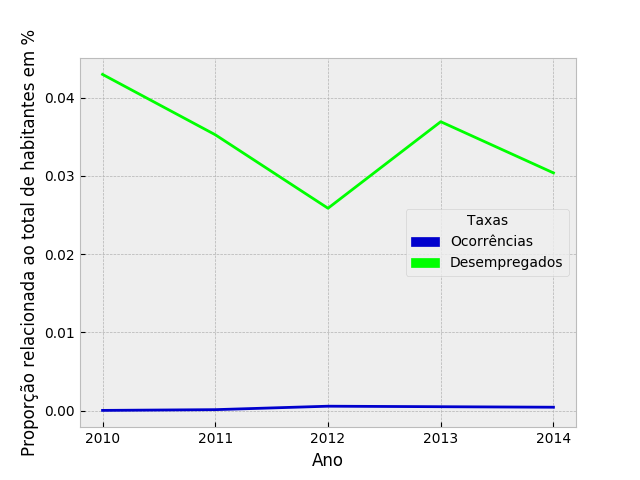 Proporção relacionada ao total de habitantes em %
0.04
0.03
0.02
0.01
0.00
Taxas
Ocorrências
Desempregados
2010 2011 2012 2013 2014
Ano